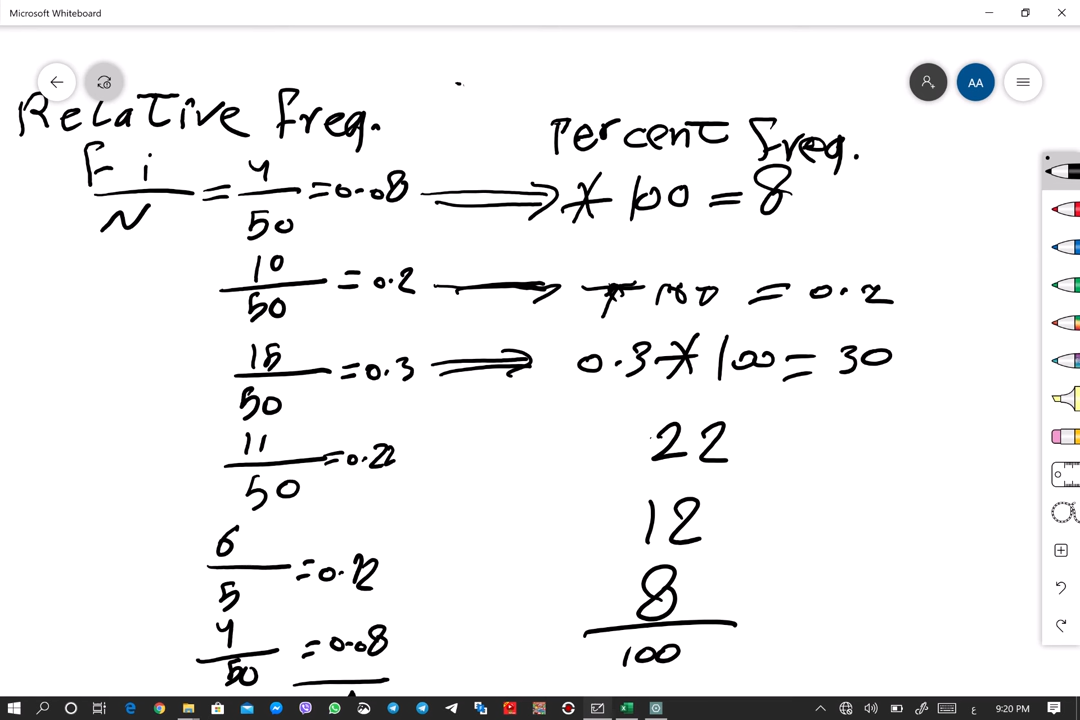 Microsoft Whiteboard
AA
Relative Freq.
Percent Freq.
Fi/N = 4/50 = 0.08 ⟹ * 100 = 8
10/50 = 0.2 → * 100 = 0.2
15/50 = 0.3 ⟹ 0.3 * 100 = 30
11/50 = 0.22
22
6/5 = 0.12
12
4/50 = 0.08
8
100
9:20 PM
ع